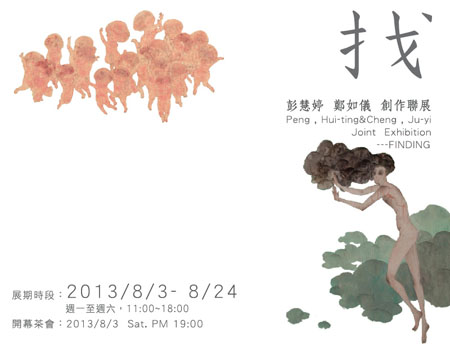 找
彭慧婷 鄭如儀 創作聯展
Peng , Hui-ting&Cheng , Ju-yi
Joint Exhibition
---FINDING
展期時段：2013/8/3- 8/24
週一至週六，11:00~18:00
開幕茶會：2013/8/3 Sat. PM 19:00